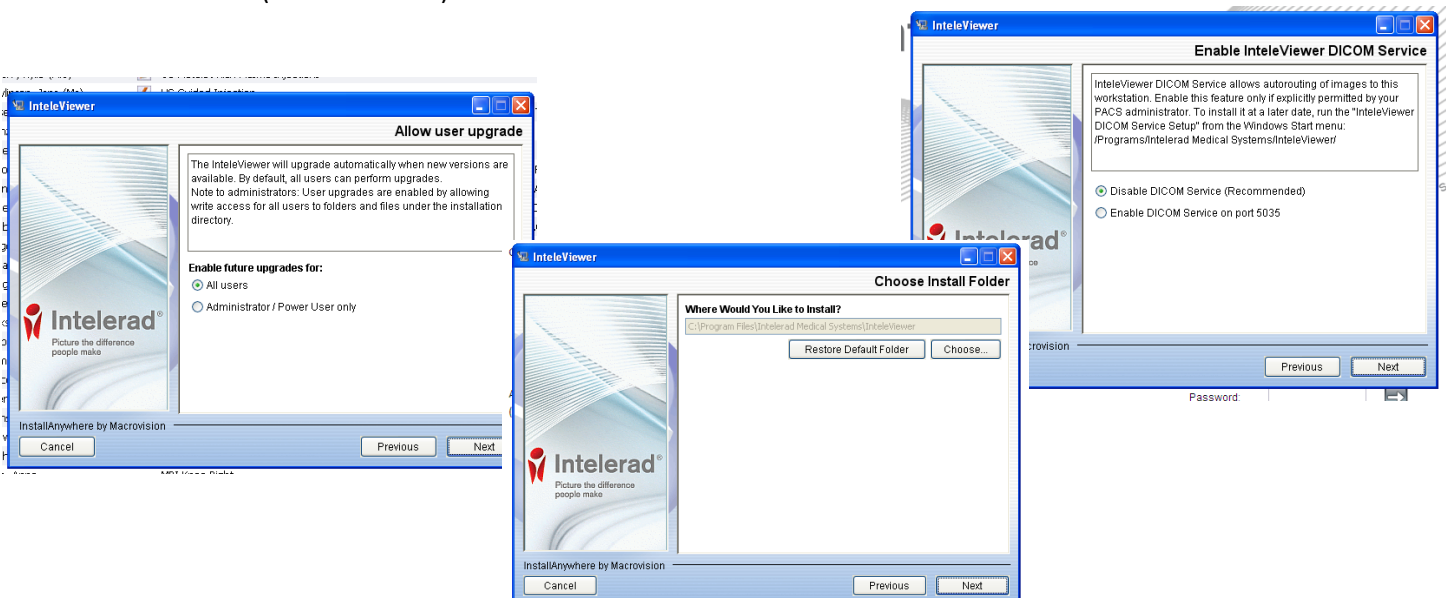 InteleViewer
Allow user upgrade
The InteleViewer will upgrade automatically when new versions are
available. By default, all users can perform upgrades.
Note to administrators: User upgrades are enabled by allowing
write access for all users to folders and files under the installation
directory.
Enable future upgrades for:
All users
Administrator / Power User only
Intelerad®
Picture the difference
people make
InstallAnywhere by Macrovision
Cancel
Previous
Next
InteleViewer
Choose Install Folder
Where Would You Like to Install?
C:\Program Files\Intelerad Medical Systems\InteleViewer
Restore Default Folder
Choose...
Intelerad®
Picture the difference
people make
InstallAnywhere by Macrovision
Cancel
Previous
Next
InteleViewer
Enable InteleViewer DICOM Service
InteleViewer DICOM Service allows autorouting of images to this
workstation. Enable this feature only if explicitly permitted by your
PACS administrator. To install it at a later date, run the "InteleViewer
DICOM Service Setup" from the Windows Start menu:
/Programs/Intelerad Medical Systems/InteleViewer/
Disable DICOM Service (Recommended)
Enable DICOM Service on port 5035
Intelerad®
Previous
Next
Password: